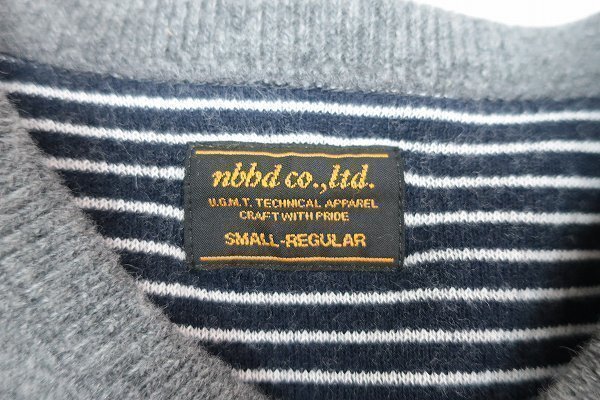 nbbd co.,ltd.
U.G.M.T. TECHNICAL APPAREL
CRAFT WITH PRIDE
SMALL-REGULAR